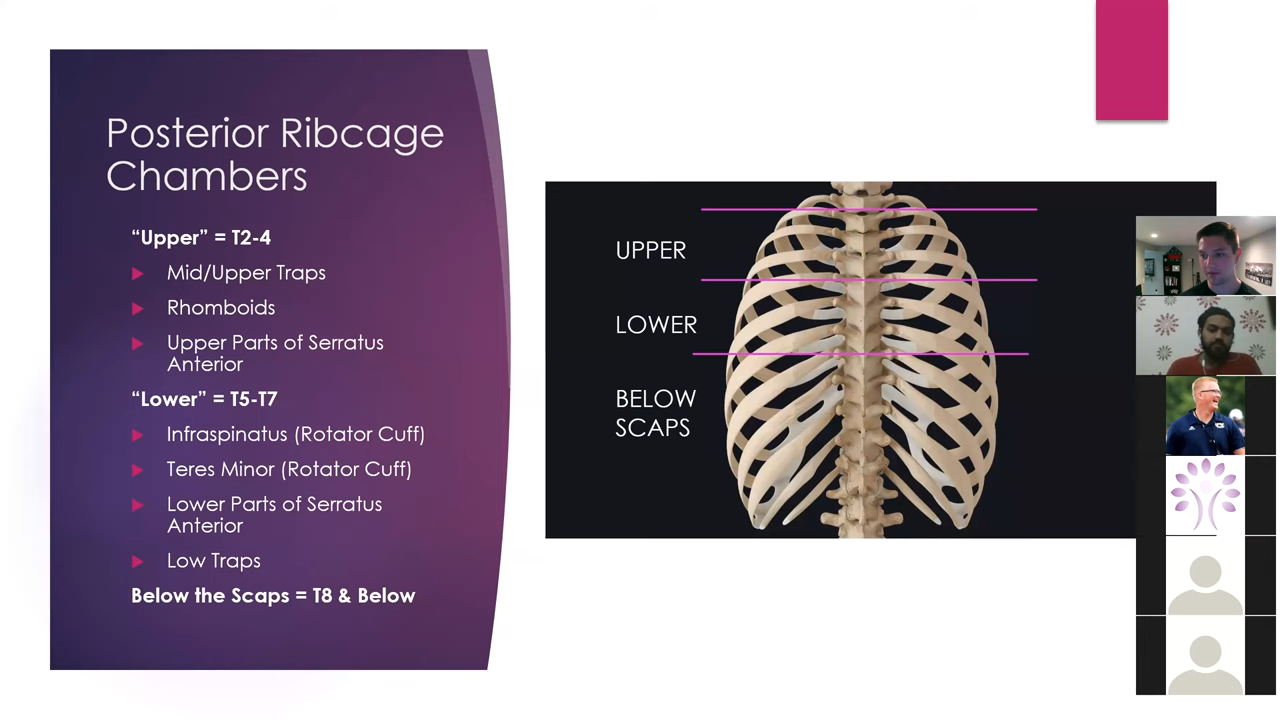 Posterior Ribcage
Chambers
“Upper” = T2-4
Mid/Upper Traps
Rhomboids
Upper Parts of Serratus
Anterior
“Lower” = T5-T7
Infraspinatus (Rotator Cuff)
Teres Minor (Rotator Cuff)
Lower Parts of Serratus
Anterior
Low Traps
Below the Scaps = T8 & Below
UPPER
LOWER
BELOW
SCAPS